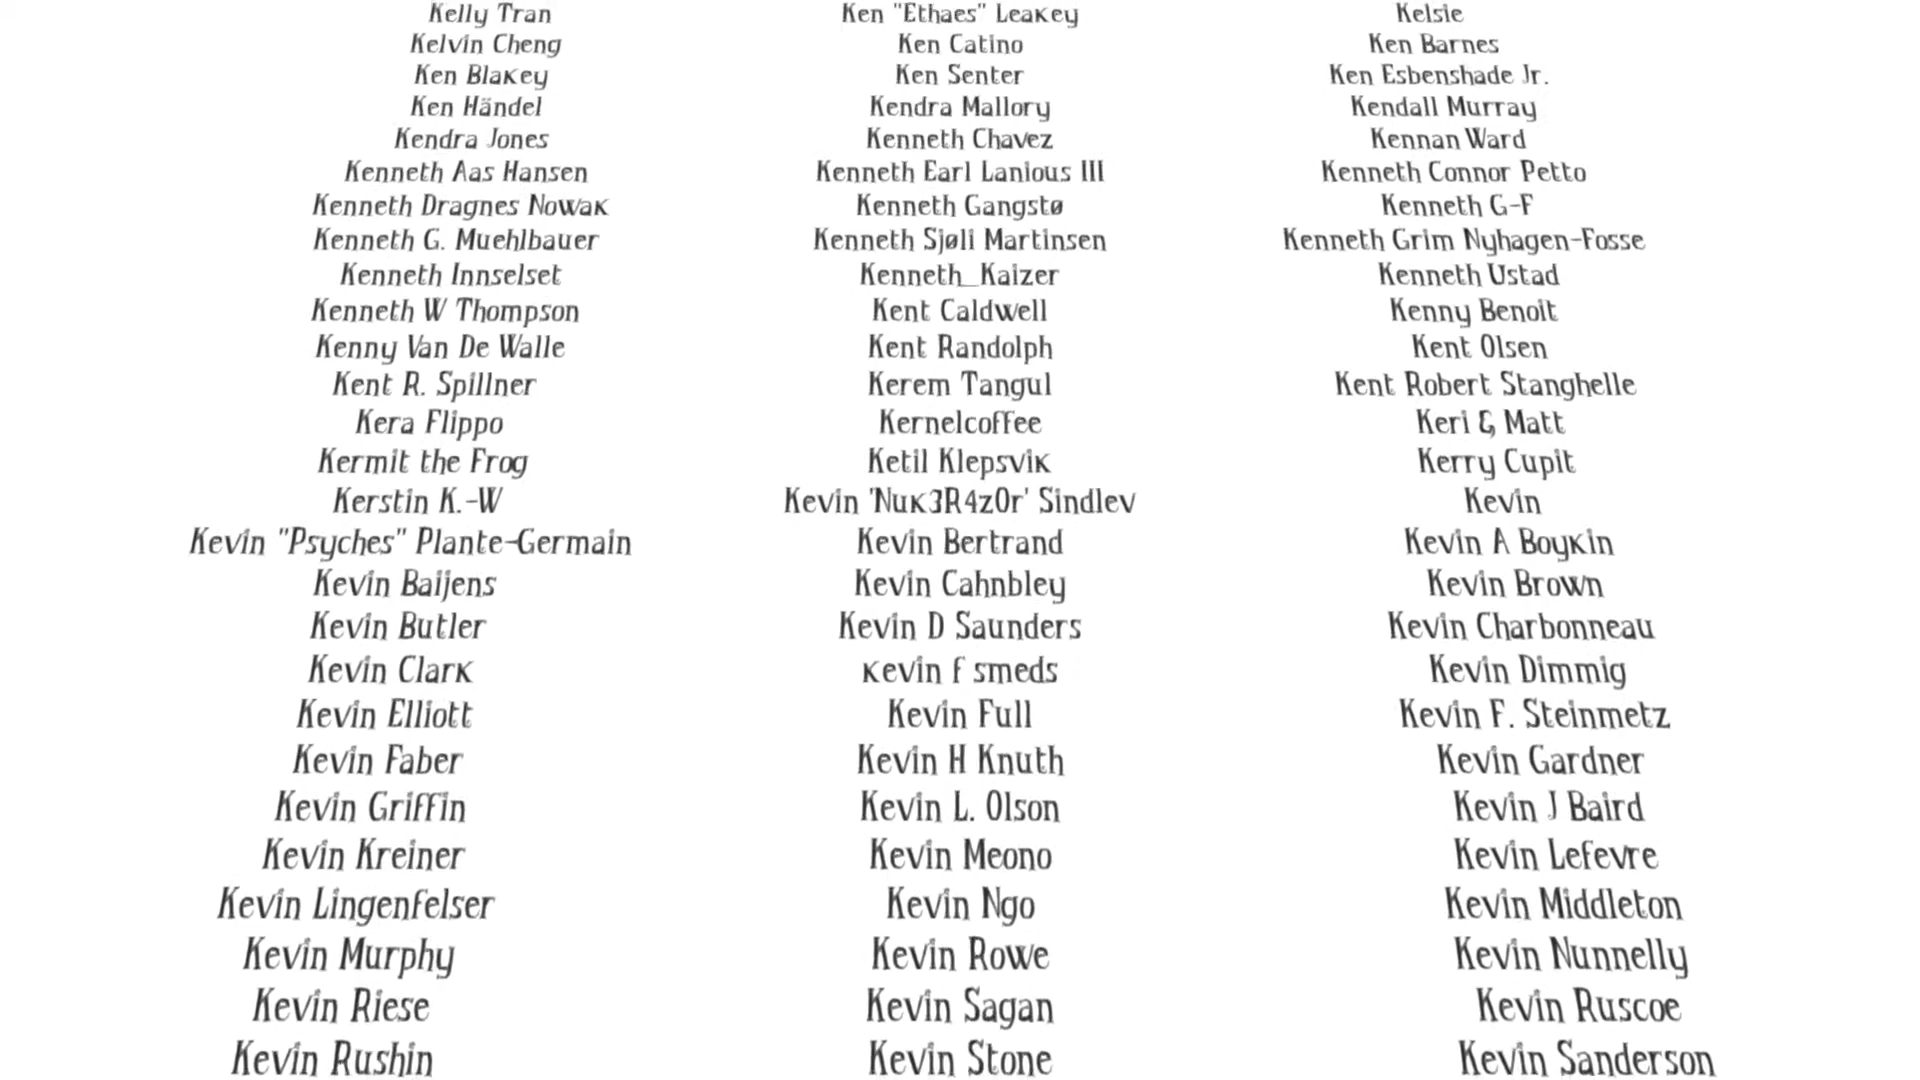 Kelly Tran Ken "Ethaes" Leakey Kelsie
Kelvin Cheng Ken Catino Ken Barnes
Ken Blakey Ken Senter Ken Esbenshade Jr.
Ken Händel Kendra Mallory Kendall Murray
Kendra Jones Kenneth Chavez Kennan Ward
Kenneth Aas Hansen Kenneth Earl Lanious III Kenneth Connor Petto
Kenneth Dragnes Nowak Kenneth Gangstø Kenneth G-F
Kenneth G. Muehlbauer Kenneth Sjøli Martinsen Kenneth Grim Nyhagen-Fosse
Kenneth Innselset Kenneth_Kaizer Kenneth Ustad
Kenneth W Thompson Kent Caldwell Kenny Benoit
Kenny Van De Walle Kent Randolph Kent Olsen
Kent R. Spillner Kerem Tangul Kent Robert Stanghelle
Kera Flippo Kernelcoffee Keri & Matt
Kermit the Frog Ketil Klepsvik Kerry Cupit
Kerstin K.-W Kevin 'Nuk3R4z0r' Sindlev Kevin
Kevin "Psyches" Plante-Germain Kevin Bertrand Kevin A Boykin
Kevin Baijens Kevin Cahnbley Kevin Brown
Kevin Butler Kevin D Saunders Kevin Charbonneau
Kevin Clark kevin f smeds Kevin Dimmig
Kevin Elliott Kevin Full Kevin F. Steinmetz
Kevin Faber Kevin H Knuth Kevin Gardner
Kevin Griffin Kevin L. Olson Kevin J Baird
Kevin Kreiner Kevin Meono Kevin Lefevre
Kevin Lingenfelser Kevin Ngo Kevin Middleton
Kevin Murphy Kevin Rowe Kevin Nunnelly
Kevin Riese Kevin Sagan Kevin Ruscoe
Kevin Rushin Kevin Stone Kevin Sanderson